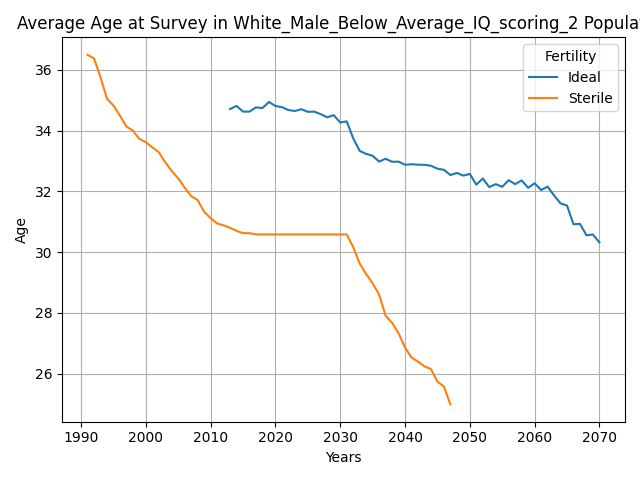 Average Age at Survey in White_Male_Below_Average_IQ_scoring_2 Popula
Fertility
Ideal
Sterile
Age
36
34
32
30
28
26
1990 2000 2010 2020 2030 2040 2050 2060 2070
Years